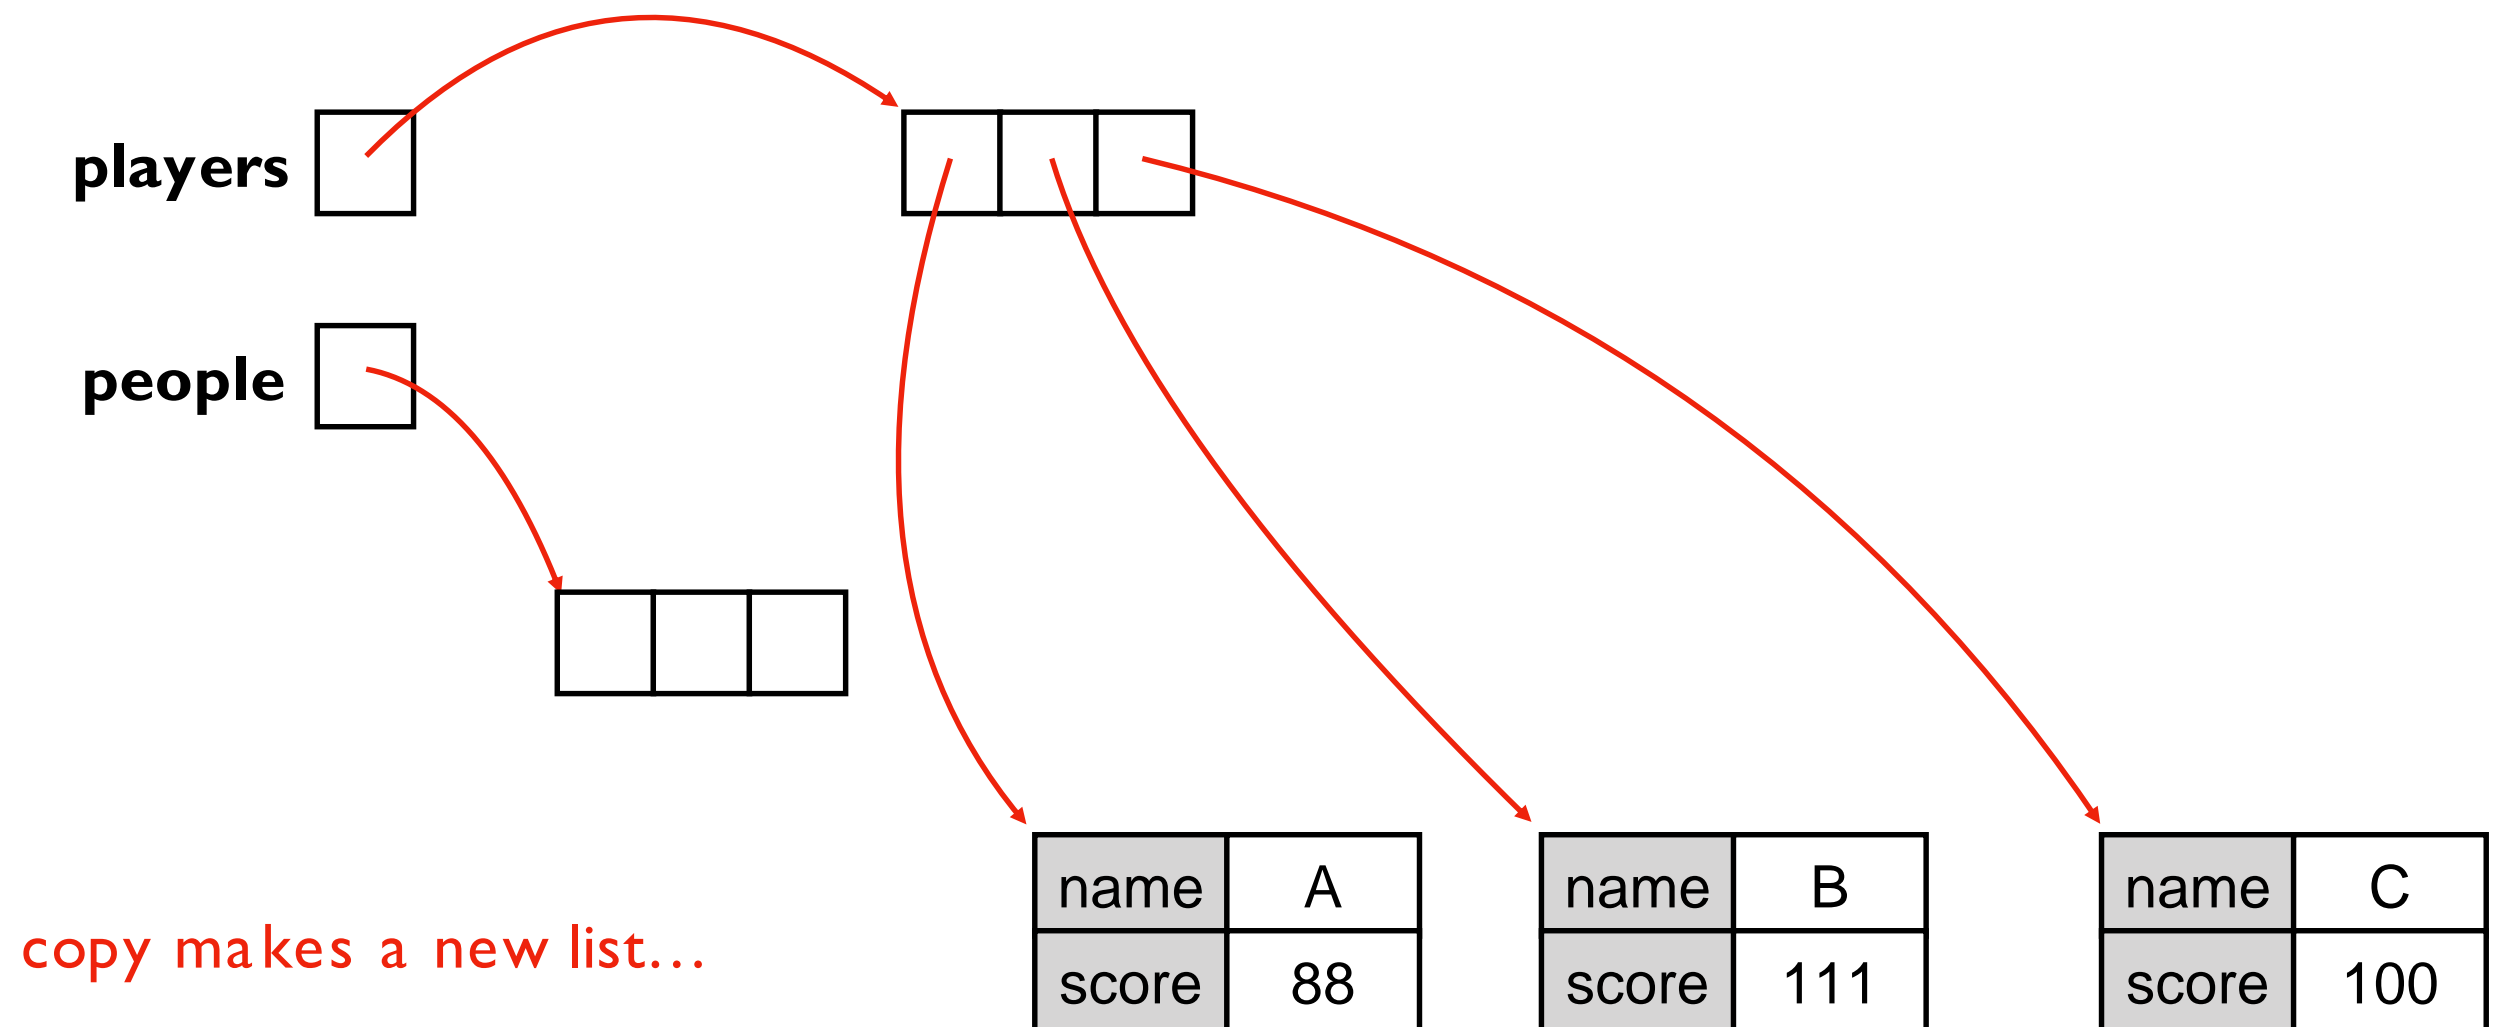 players
people
name A
score 88
name B
score 111
name C
score 100
copy makes a new list...